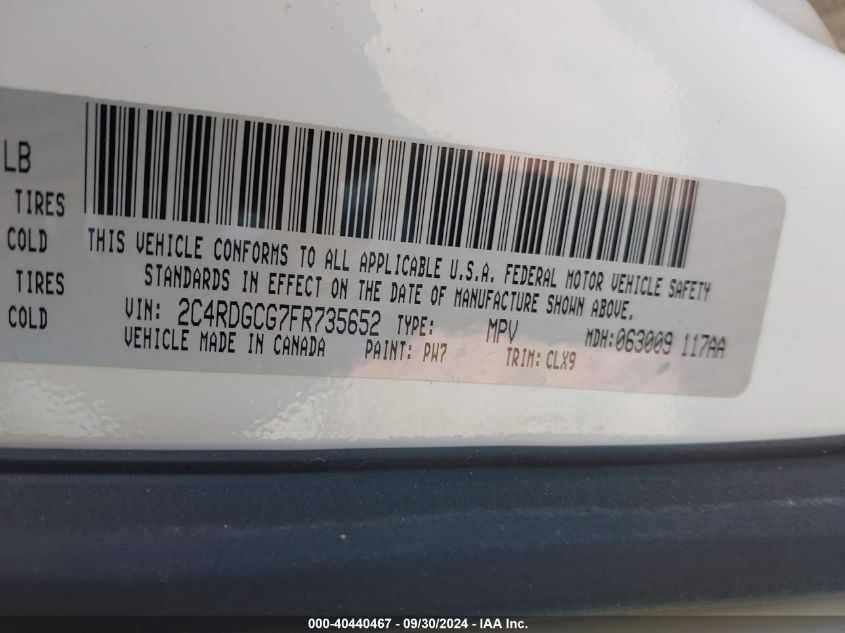 LB
TIRES
COLD
TIRES
COLD
THIS VEHICLE CONFORMS TO ALL APPLICABLE U.S.A. FEDERAL MOTOR VEHICLE SAFETY
STANDARDS IN EFFECT ON THE DATE OF MANUFACTURE SHOWN ABOVE.
VIN: 2C4RDGCG7FR735652 TYPE: MPV MDH:063009 117AA
VEHICLE MADE IN CANADA PAINT: PW7 TRIM: CLX9
000-40440467 - 09/30/2024 - IAA Inc.